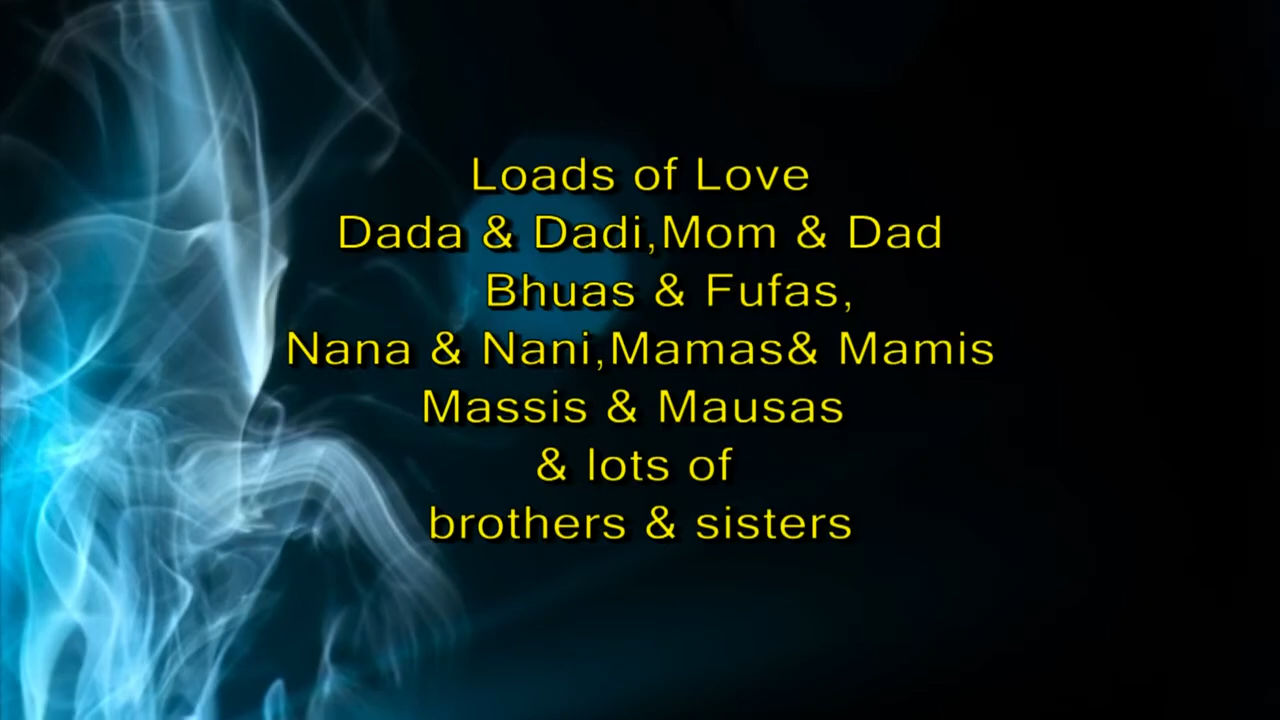 Loads of Love
Dada & Dadi,Mom & Dad
Bhuas & Fufas,
Nana & Nani,Mamas& Mamis
Massis & Mausas
& lots of
brothers & sisters